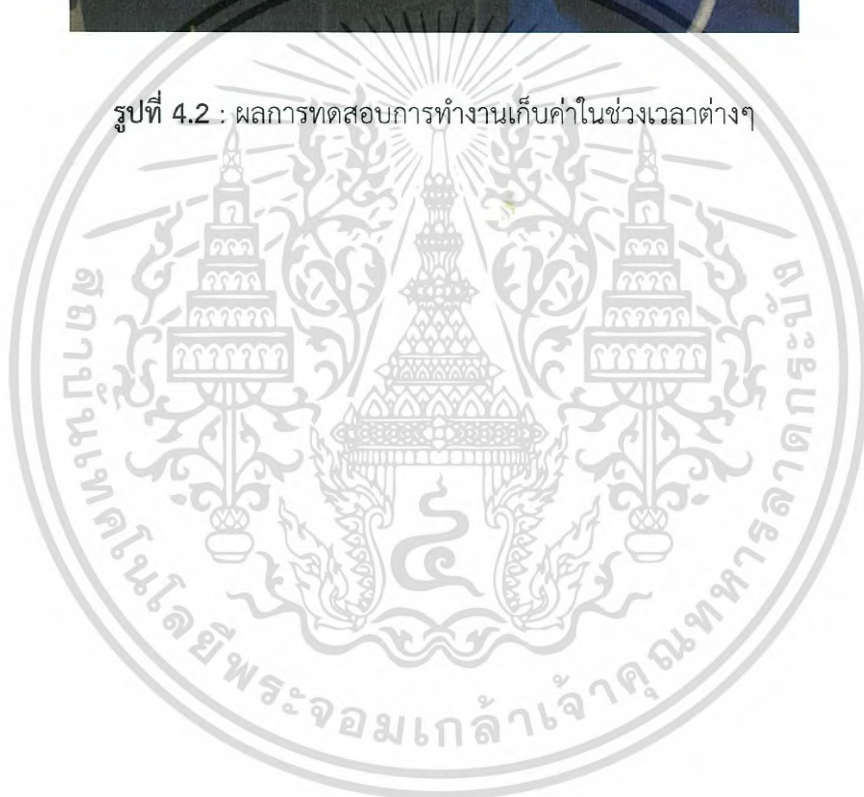 รูปที่ 4.2 : ผลการทดสอบการทำงานเก็บค่าในช่วงเวลาต่างๆ
สถาบันเทคโนโลยีพระจอมเกล้าเจ้าคุณทหารลาดกระบัง
๔